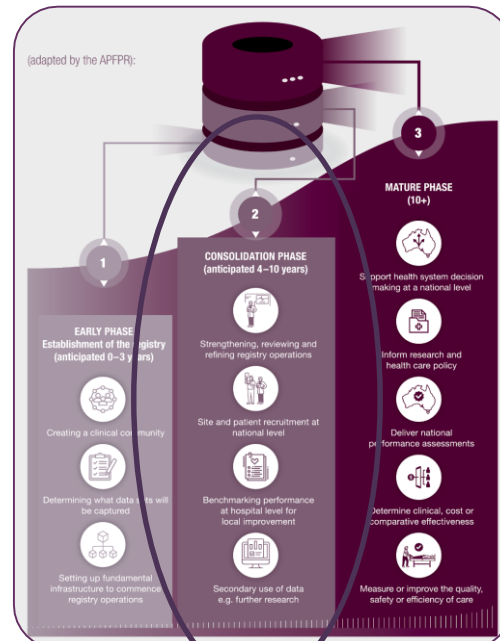 (adapted by the APFPR):
1
EARLY PHASE
Establishment of the registry
(anticipated 0–3 years)
Creating a clinical community
Determining what data sets will
be captured
Setting up fundamental
infrastructure to commence
registry operations
2
CONSOLIDATION PHASE
(anticipated 4–10 years)
Strengthening, reviewing and
refining registry operations
Site and patient recruitment at
national level
Benchmarking performance
at hospital level for
local improvement
Secondary use of data
e.g. further research
3
MATURE PHASE
(10+)
Support health system decision
making at a national level
Inform research and
health care policy
Deliver national
performance assessments
Determine clinical, cost or
comparative effectiveness
Measure or improve the quality,
safety or efficiency of care